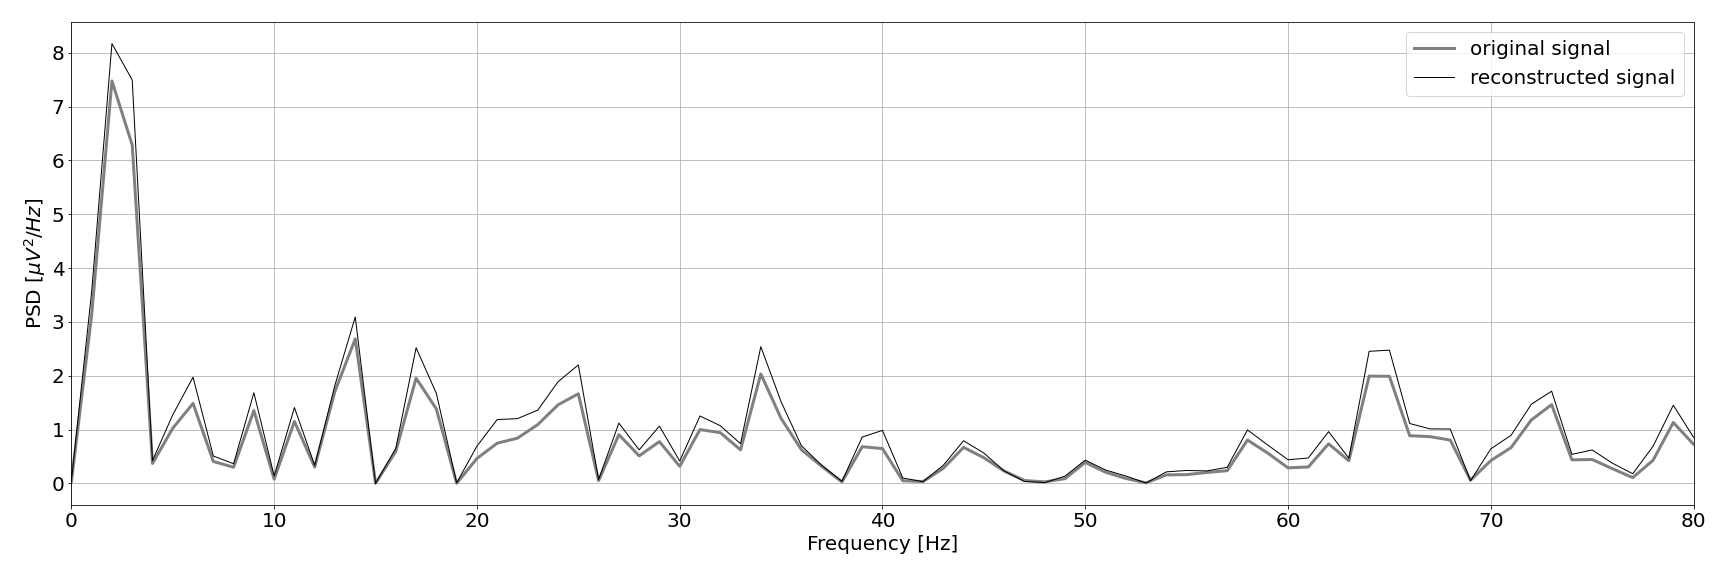 original signal
reconstructed signal
PSD [μV²/Hz]
8
7
6
5
4
3
2
1
0
0 10 20 30 40 50 60 70 80
Frequency [Hz]